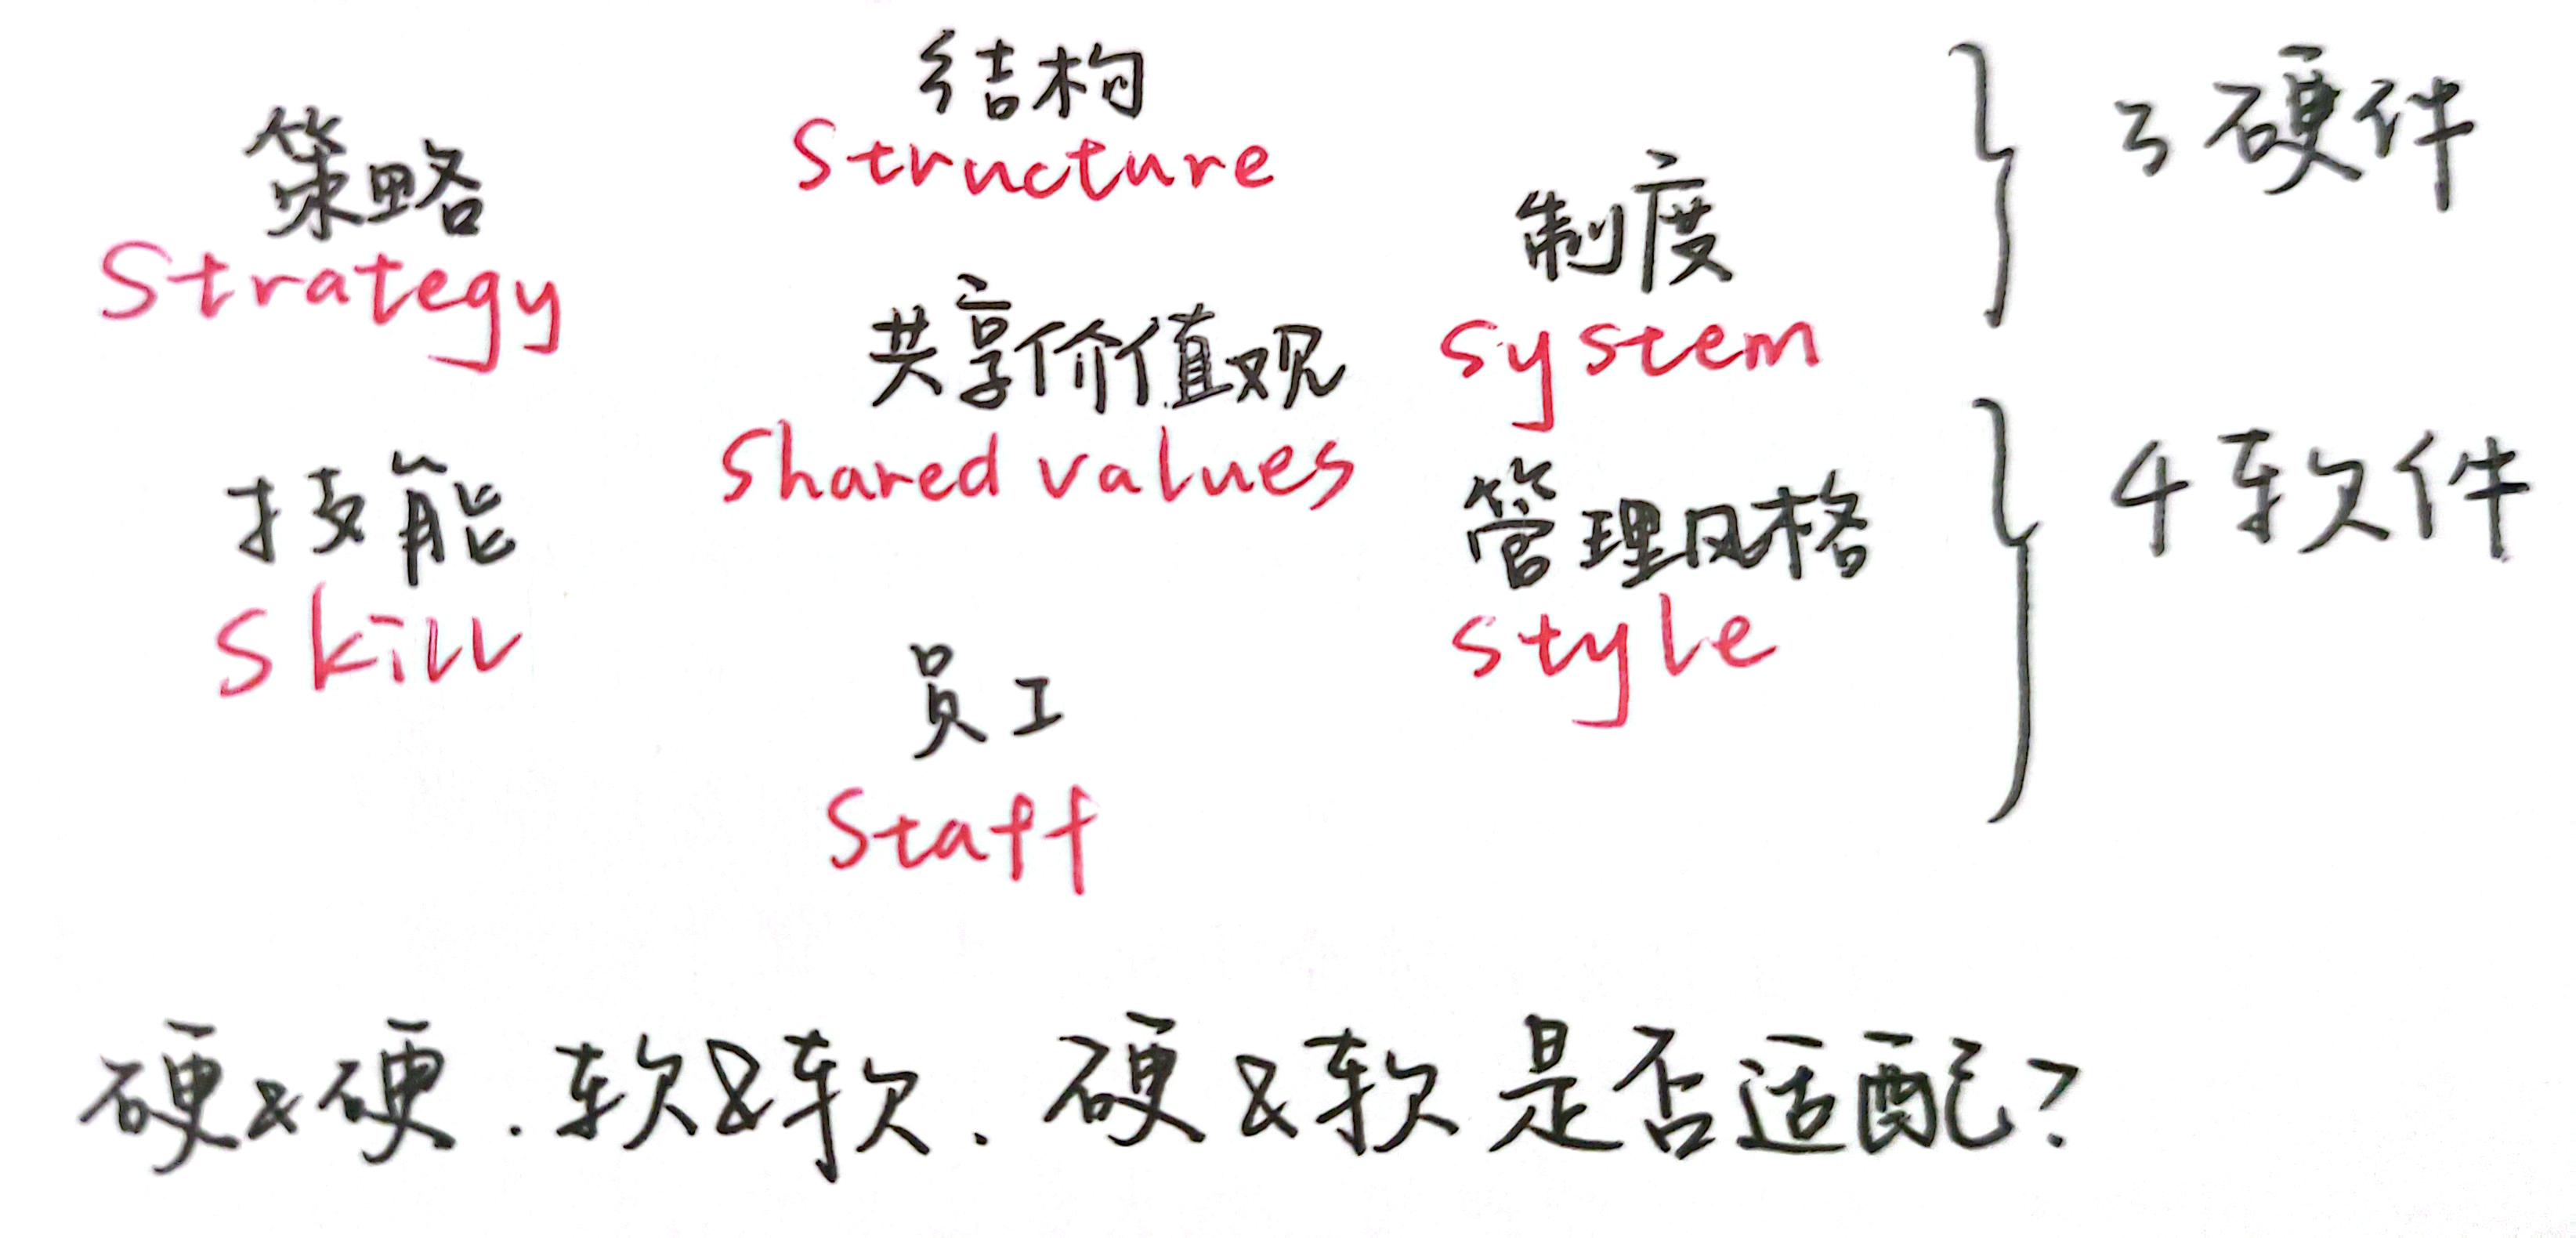 结构
Structure
策略
Strategy
制度
system
3硬件
共享价值观
Shared values
技能
Skill
管理风格
style
4软件
员工
Staff
硬&硬.软&软.硬&软是否适配?